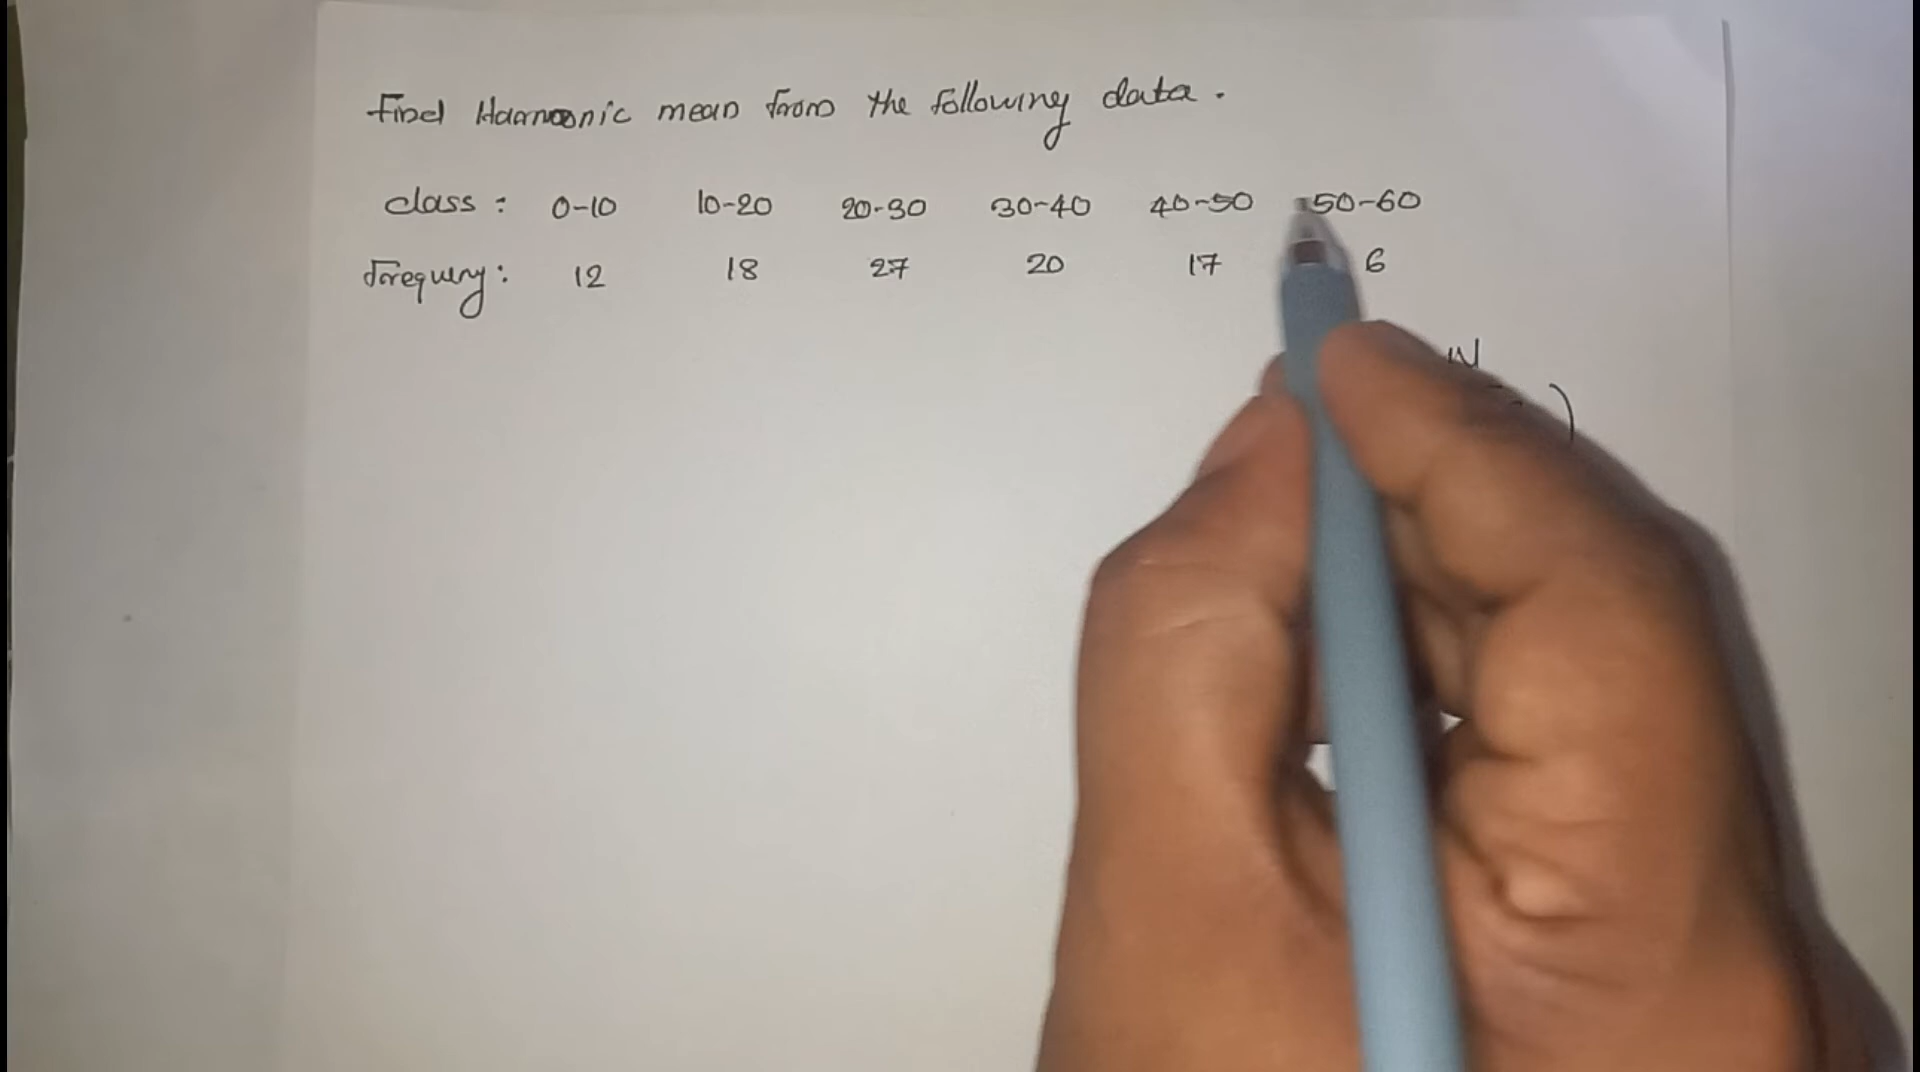 Find Harmonic mean from the following data.
class: 0-10 10-20 20-30 30-40 40-50 50-60
frequency: 12 18 27 20 17 6
N
)